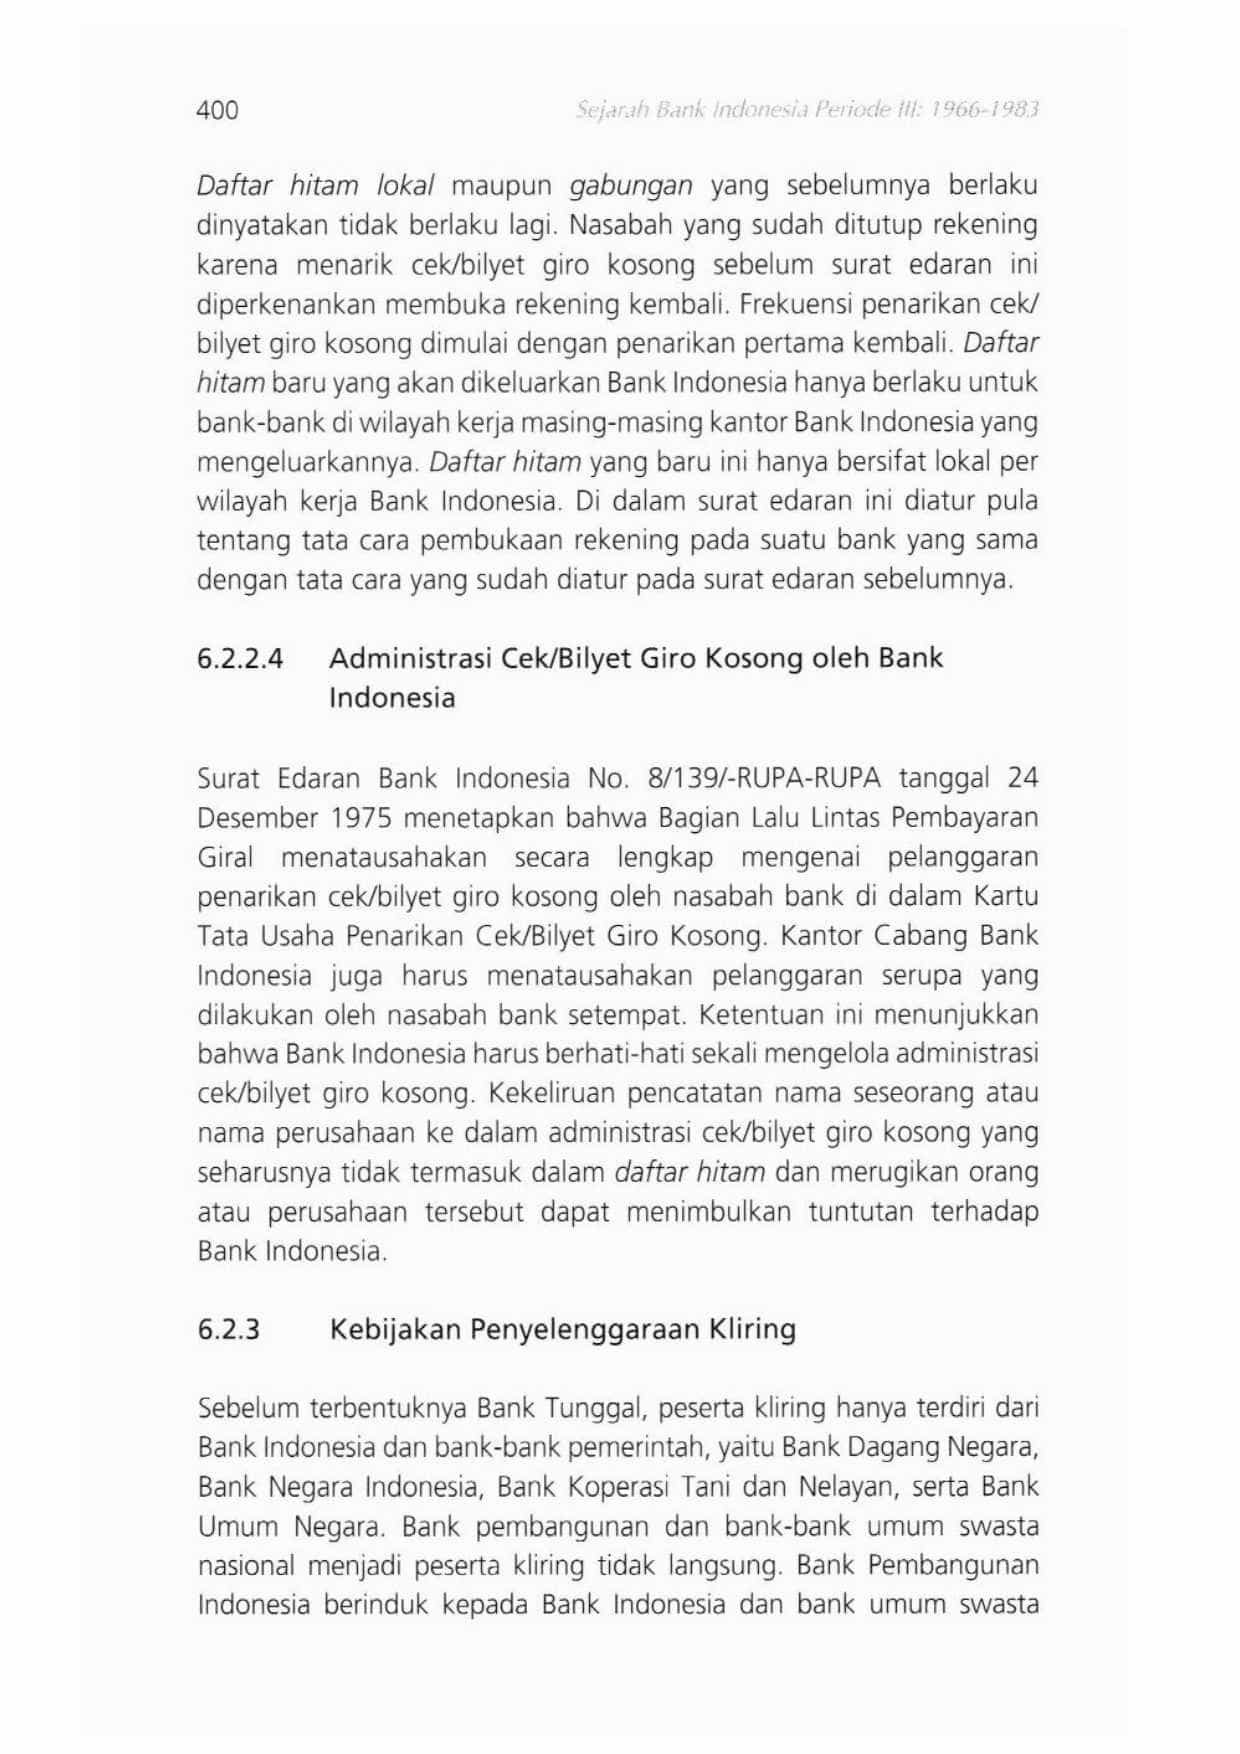 400
Sejarah Bank Indonesia Periode III: 1966-1983
Daftar hitam lokal maupun gabungan yang sebelumnya berlaku
dinyatakan tidak berlaku lagi. Nasabah yang sudah ditutup rekening
karena menarik cek/bilyet giro kosong sebelum surat edaran ini
diperkenankan membuka rekening kembali. Frekuensi penarikan cek/
bilyet giro kosong dimulai dengan penarikan pertama kembali. Daftar
hitam baru yang akan dikeluarkan Bank Indonesia hanya berlaku untuk
bank-bank di wilayah kerja masing-masing kantor Bank Indonesia yang
mengeluarkannya. Daftar hitam yang baru ini hanya bersifat lokal per
wilayah kerja Bank Indonesia. Di dalam surat edaran ini diatur pula
tentang tata cara pembukaan rekening pada suatu bank yang sama
dengan tata cara yang sudah diatur pada surat edaran sebelumnya.
6.2.2.4 Administrasi Cek/Bilyet Giro Kosong oleh Bank
Indonesia
Surat Edaran Bank Indonesia No. 8/139/-RUPA-RUPA tanggal 24
Desember 1975 menetapkan bahwa Bagian Lalu Lintas Pembayaran
Giral menatausahakan secara lengkap mengenai pelanggaran
penarikan cek/bilyet giro kosong oleh nasabah bank di dalam Kartu
Tata Usaha Penarikan Cek/Bilyet Giro Kosong. Kantor Cabang Bank
Indonesia juga harus menatausahakan pelanggaran serupa yang
dilakukan oleh nasabah bank setempat. Ketentuan ini menunjukkan
bahwa Bank Indonesia harus berhati-hati sekali mengelola administrasi
cek/bilyet giro kosong. Kekeliruan pencatatan nama seseorang atau
nama perusahaan ke dalam administrasi cek/bilyet giro kosong yang
seharusnya tidak termasuk dalam daftar hitam dan merugikan orang
atau perusahaan tersebut dapat menimbulkan tuntutan terhadap
Bank Indonesia.
6.2.3 Kebijakan Penyelenggaraan Kliring
Sebelum terbentuknya Bank Tunggal, peserta kliring hanya terdiri dari
Bank Indonesia dan bank-bank pemerintah, yaitu Bank Dagang Negara,
Bank Negara Indonesia, Bank Koperasi Tani dan Nelayan, serta Bank
Umum Negara. Bank pembangunan dan bank-bank umum swasta
nasional menjadi peserta kliring tidak langsung. Bank Pembangunan
Indonesia berinduk kepada Bank Indonesia dan bank umum swasta